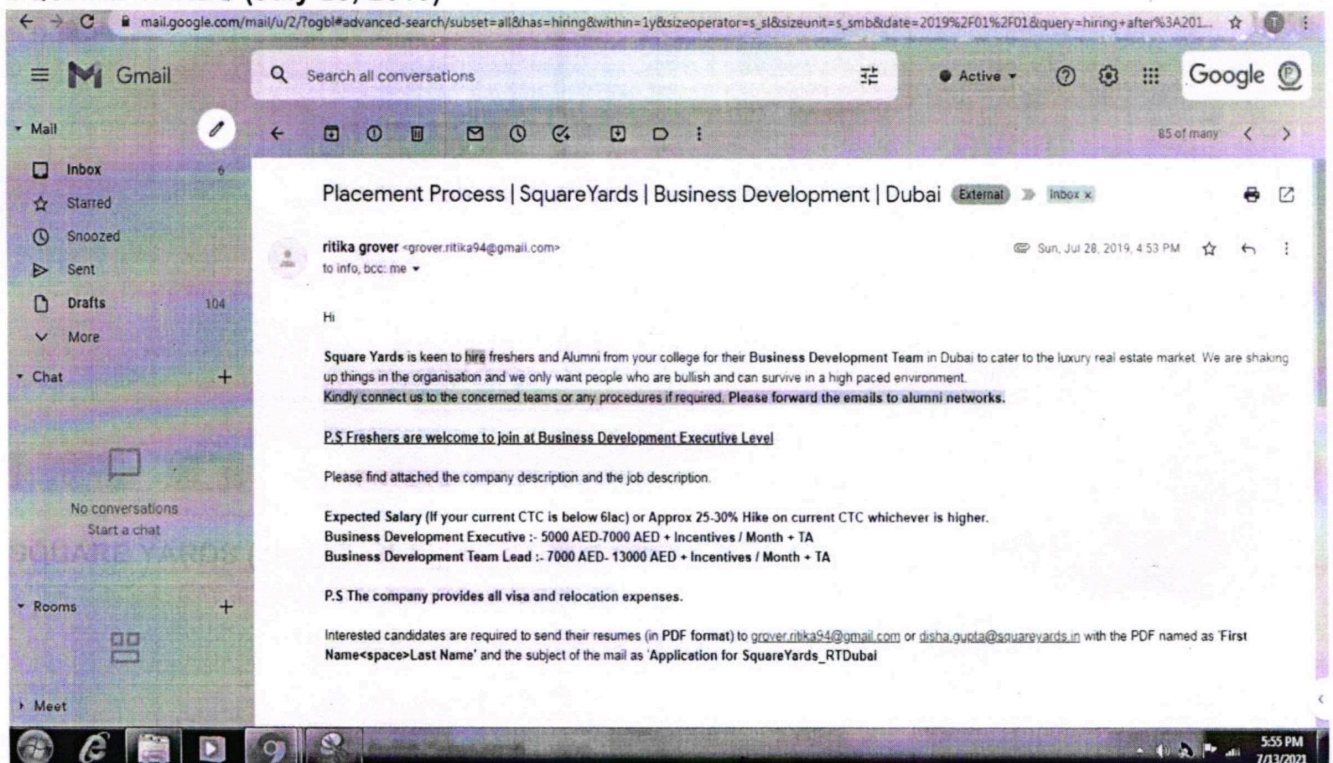 mail.google.com/mail/u/2/?ogbl#advanced-search/subset=all&has=hiring&within=1y&sizeoperator=s_sl&sizeunit=s_smb&date=2019%2F01%2F01&query=hiring+after%3A201...
Gmail
Search all conversations
Active
Google
Mail
85 of many
Inbox 6
Starred
Snoozed
Sent
Drafts 104
More
Chat
No conversations
Start a chat
Rooms
Meet
Placement Process | SquareYards | Business Development | Dubai External Inbox x
ritika grover <grover.ritika94@gmail.com> Sun, Jul 28, 2019, 4:53 PM
to info, bcc: me
Hi
Square Yards is keen to hire freshers and Alumni from your college for their Business Development Team in Dubai to cater to the luxury real estate market. We are shaking
up things in the organisation and we only want people who are bullish and can survive in a high paced environment.
Kindly connect us to the concerned teams or any procedures if required. Please forward the emails to alumni networks.
P.S Freshers are welcome to join at Business Development Executive Level
Please find attached the company description and the job description.
Expected Salary (If your current CTC is below 6lac) or Approx 25-30% Hike on current CTC whichever is higher.
Business Development Executive :- 5000 AED-7000 AED + Incentives / Month + TA
Business Development Team Lead :- 7000 AED- 13000 AED + Incentives / Month + TA
P.S The company provides all visa and relocation expenses.
Interested candidates are required to send their resumes (in PDF format) to grover.ritika94@gmail.com or disha.gupta@squareyards.in with the PDF named as 'First
Name<space>Last Name' and the subject of the mail as 'Application for SquareYards_RTDubai
5:55 PM
7/13/2021